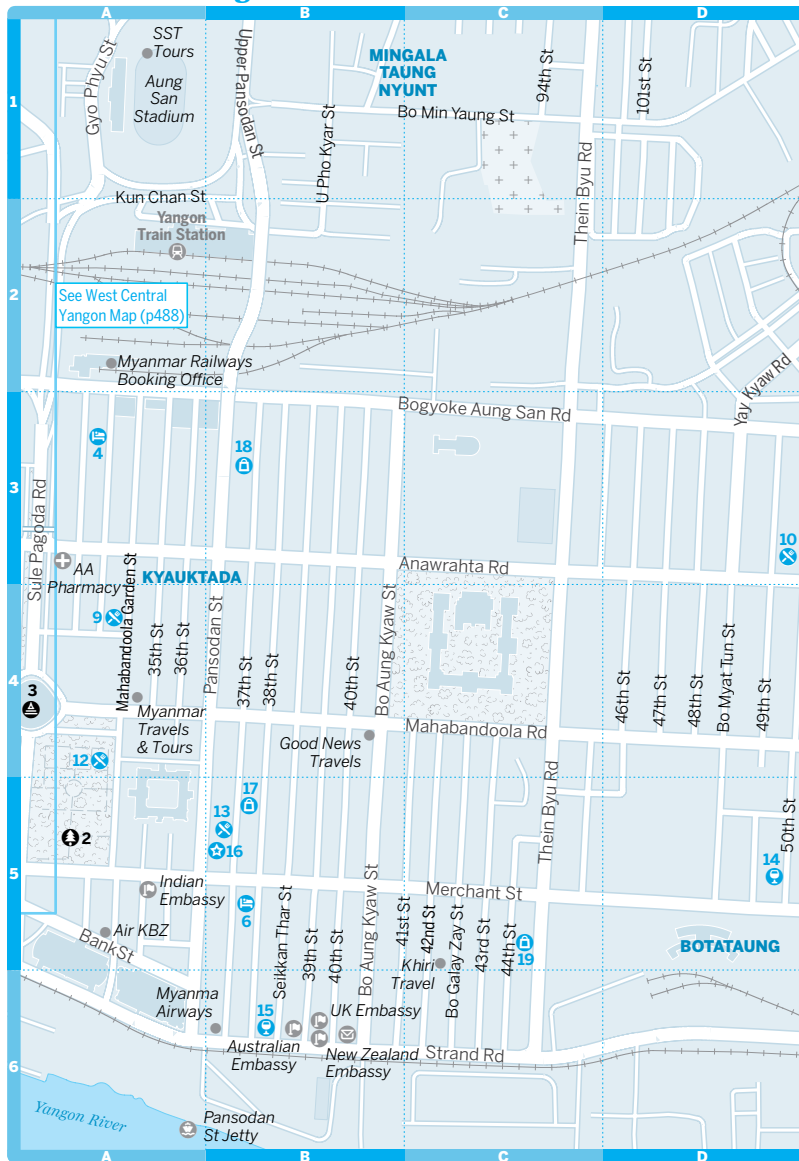 A
B
C
D
SST
Tours
Aung
San
Stadium
Gyo Phyu St
Upper Pansodan St
MINGALA
TAUNG
NYUNT
94th St
101st St
1
Bo Min Yaung St
U Pho Kyar St
Thein Byu Rd
Kun Chan St
Yangon
Train Station
2
See West Central
Yangon Map (p488)
Myanmar Railways
Booking Office
Bogyoke Aung San Rd
Yay Kyaw Rd
4
18
3
Sule Pagoda Rd
10
Anawrahta Rd
AA
Pharmacy
KYAUKTADA
9
Mahabandoola Garden St
35th St
36th St
Pansodan St
37th St
38th St
40th St
Bo Aung Kyaw St
46th St
47th St
48th St
Bo Myat Tun St
49th St
4
3
Myanmar
Travels
& Tours
Good News
Travels
Mahabandoola Rd
12
17
13
16
2
Thein Byu Rd
50th St
14
5
Indian
Embassy
6
Merchant St
Air KBZ
Bank St
Seikkan Thar St
39th St
40th St
Bo Aung Kyaw St
41st St
42nd St
Khiri
Travel
Bo Galay Zay St
43rd St
44th St
19
BOTATAUNG
Myanma
Airways
15
UK Embassy
Australian
Embassy
New Zealand
Embassy
Strand Rd
6
Yangon River
Pansodan
St Jetty
A
B
C
D